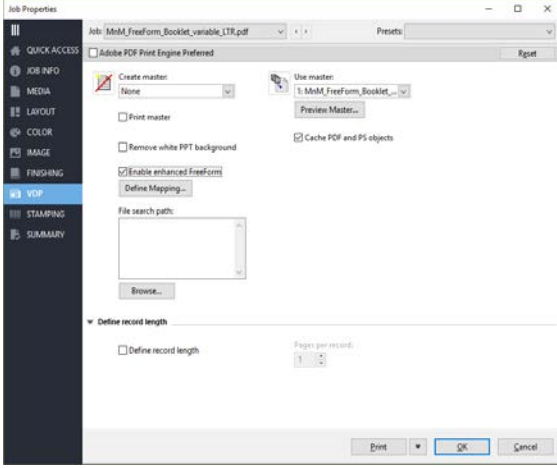 Job Properties
QUICK ACCESS
JOB INFO
MEDIA
LAYOUT
COLOR
IMAGE
FINISHING
VDP
STAMPING
SUMMARY
Job: MnM_FreeForm_Booklet_variable_LTR.pdf
Presets:
Adobe PDF Print Engine Preferred
Reset
Create master:
None
Print master
Remove white PPT background
Enable enhanced FreeForm
Define Mapping...
File search path:
Browse...
Use master:
1: MnM_FreeForm_Booklet_...
Preview Master...
Cache PDF and PS objects
Define record length
Define record length
Pages per record:
1
Print
OK
Cancel